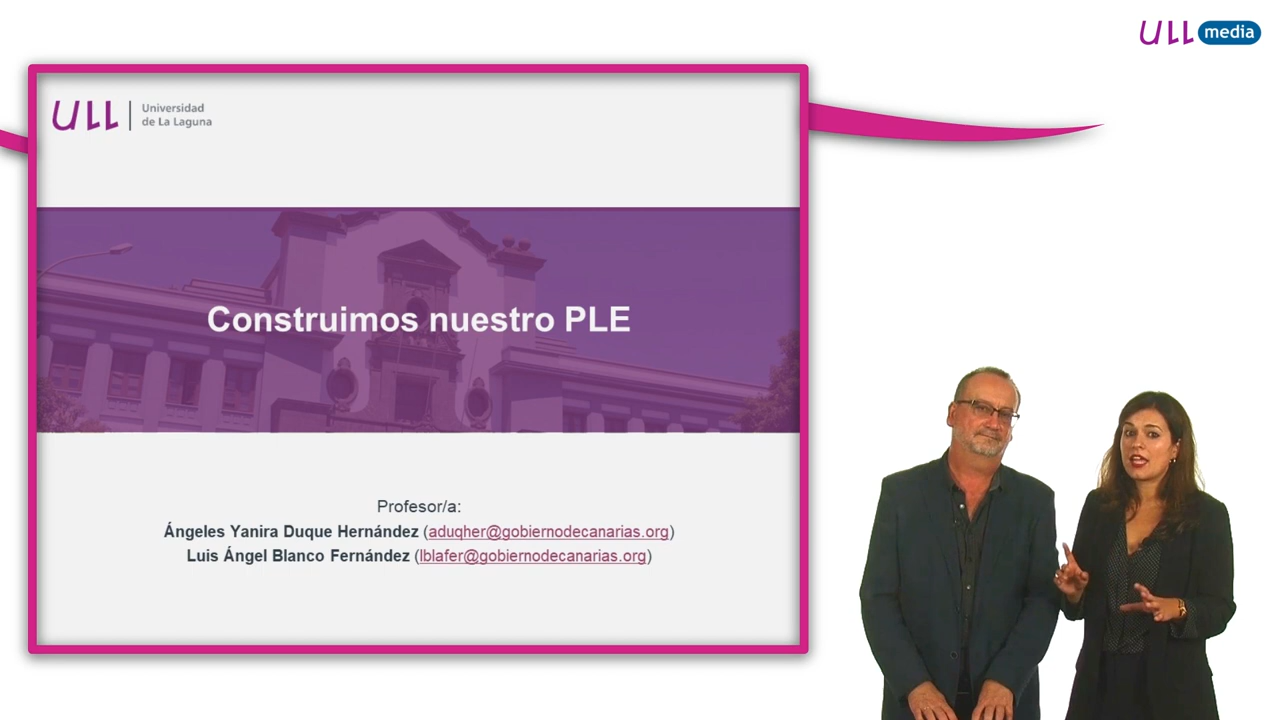 ULL media
ULL Universidad
de La Laguna
Construimos nuestro PLE
Profesor/a:
Ángeles Yanira Duque Hernández (aduqher@gobiernodecanarias.org)
Luis Ángel Blanco Fernández (lblafer@gobiernodecanarias.org)